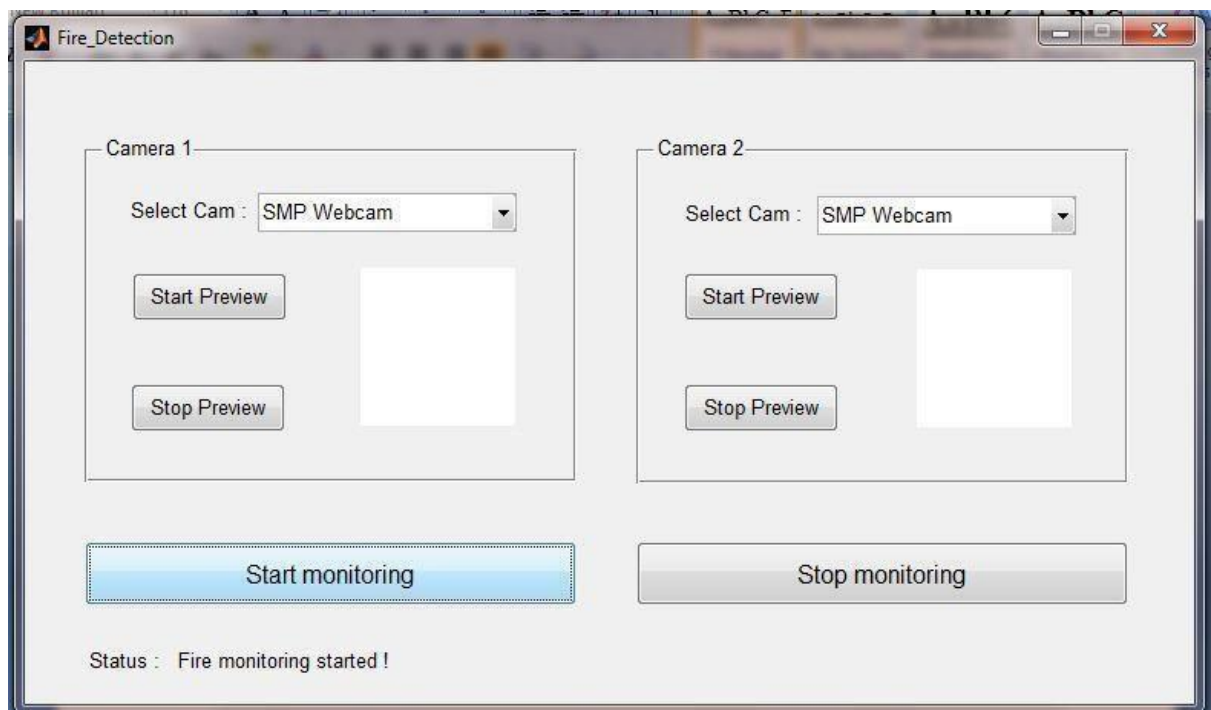 Fire_Detection
Camera 1
Select Cam : SMP Webcam
Start Preview
Stop Preview
Camera 2
Select Cam : SMP Webcam
Start Preview
Stop Preview
Start monitoring
Stop monitoring
Status : Fire monitoring started !